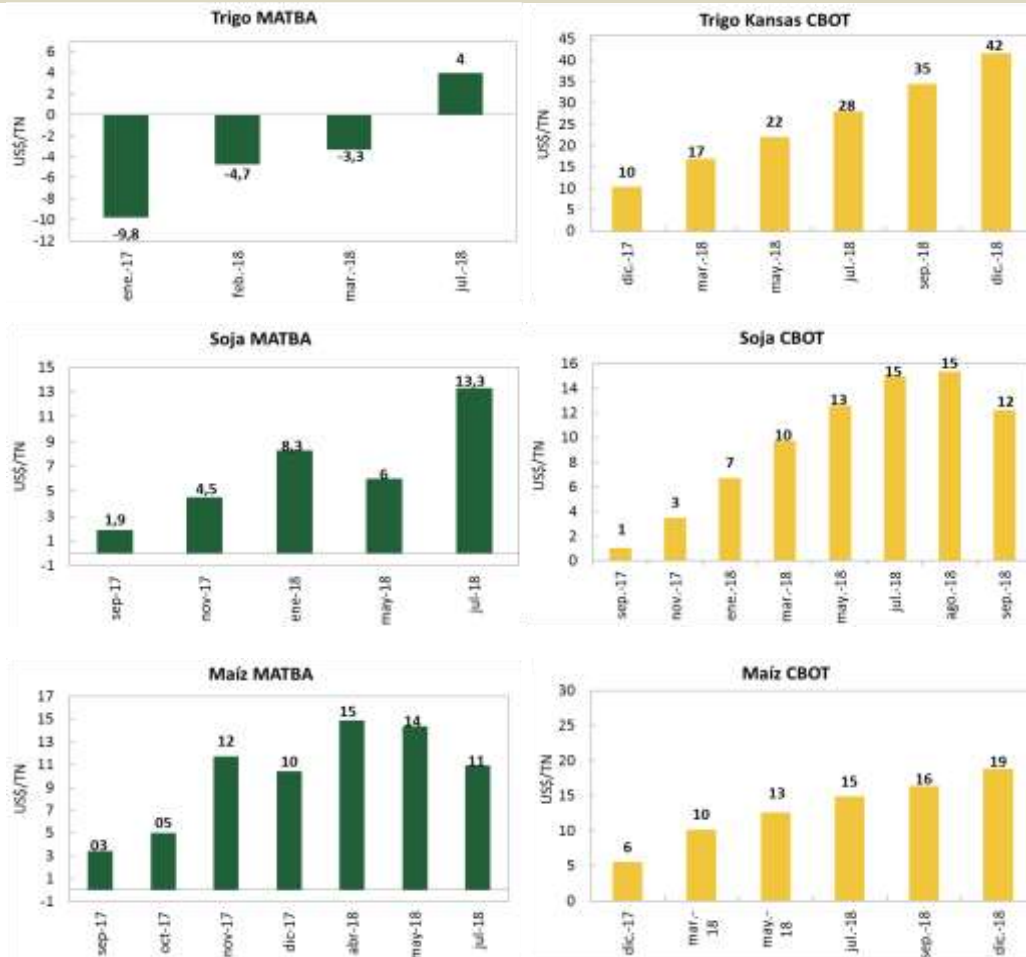 Trigo MATBA
US$/TN
6
4
2
0
-2
-4
-6
-8
-10
-12
-9,8
-4,7
-3,3
4
ene.-17
feb.-18
mar.-18
jul.-18
Trigo Kansas CBOT
US$/TN
45
40
35
30
25
20
15
10
5
0
10
17
22
28
35
42
dic.-17
mar.-18
may.-18
jul.-18
sep.-18
dic.-18
Soja MATBA
US$/TN
15
13
11
9
7
5
3
1
-1
1,9
4,5
8,3
6
13,3
sep-17
nov-17
ene-18
may-18
jul-18
Soja CBOT
US$/TN
16
14
12
10
8
6
4
2
0
1
3
7
10
13
15
15
12
sep.-17
nov.-17
ene.-18
mar.-18
may.-18
jul.-18
ago.-18
sep.-18
Maíz MATBA
US$/TN
17
15
13
11
9
7
5
3
1
-1
03
05
12
10
15
14
11
sep-17
oct-17
nov-17
dic-17
abr-18
may-18
jul-18
Maíz CBOT
US$/TN
30
25
20
15
10
5
0
6
10
13
15
16
19
dic.-17
mar.-
18
may.-
18
jul.-18
sep.-18
dic.-18